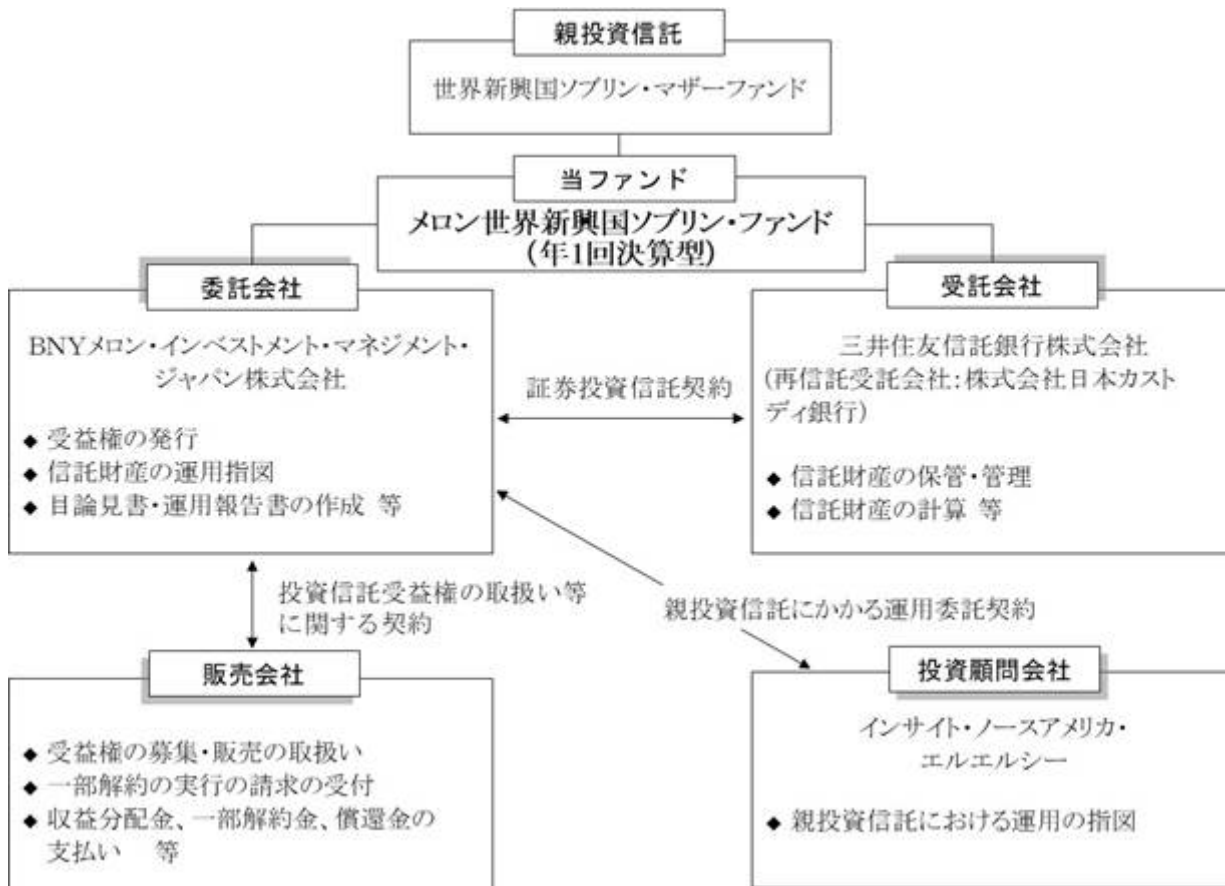 親投資信託
世界新興国ソブリン・マザーファンド
当ファンド
メロン世界新興国ソブリン・ファンド
(年1回決算型)
委託会社
BNYメロン・インベストメント・マネジメント・
ジャパン株式会社
◆ 受益権の発行
◆ 信託財産の運用指図
◆ 目論見書・運用報告書の作成 等
証券投資信託契約
受託会社
三井住友信託銀行株式会社
(再信託受託会社:株式会社日本カスト
ディ銀行)
◆ 信託財産の保管・管理
◆ 信託財産の計算 等
投資信託受益権の取扱い等
に関する契約
親投資信託にかかる運用委託契約
販売会社
◆ 受益権の募集・販売の取扱い
◆ 一部解約の実行の請求の受付
◆ 収益分配金、一部解約金、償還金の
支払い 等
投資顧問会社
インサイト・ノースアメリカ・
エルエルシー
◆ 親投資信託における運用の指図